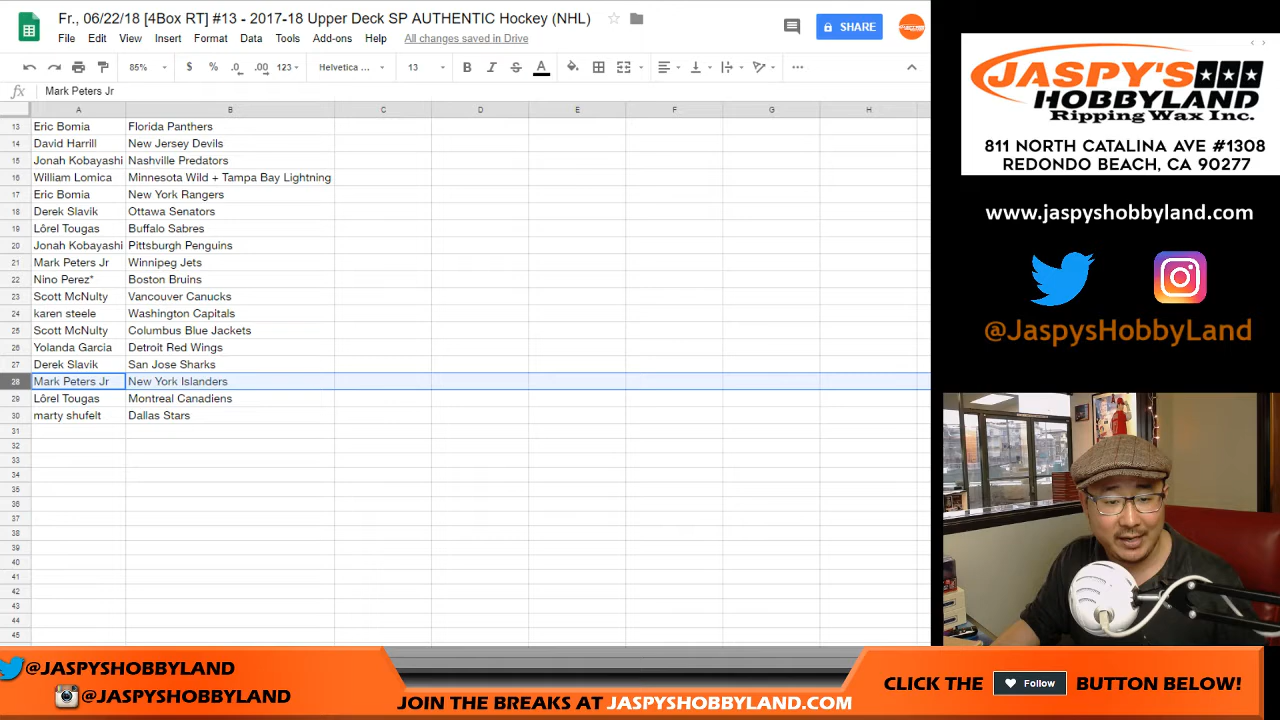 Fr., 06/22/18 [4Box RT] #13 - 2017-18 Upper Deck SP AUTHENTIC Hockey (NHL)
File Edit View Insert Format Data Tools Add-ons Help All changes saved in Drive
SHARE
85% $ % .0 .00 123 Helvetica ... 13 B I S A
fx Mark Peters Jr
A B C D E F G H
13 Eric Bomia Florida Panthers
14 David Harrill New Jersey Devils
15 Jonah Kobayashi Nashville Predators
16 William Lomica Minnesota Wild + Tampa Bay Lightning
17 Eric Bomia New York Rangers
18 Derek Slavik Ottawa Senators
19 Lôrel Tougas Buffalo Sabres
20 Jonah Kobayashi Pittsburgh Penguins
21 Mark Peters Jr Winnipeg Jets
22 Nino Perez* Boston Bruins
23 Scott McNulty Vancouver Canucks
24 karen steele Washington Capitals
25 Scott McNulty Columbus Blue Jackets
26 Yolanda Garcia Detroit Red Wings
27 Derek Slavik San Jose Sharks
28 Mark Peters Jr New York Islanders
29 Lôrel Tougas Montreal Canadiens
30 marty shufelt Dallas Stars
31
32
33
34
35
36
37
38
39
40
41
42
43
44
45
JASPY'S
HOBBYLAND
Ripping Wax Inc.
811 NORTH CATALINA AVE #1308
REDONDO BEACH, CA 90277
www.jaspyshobbyland.com
@JaspysHobbyLand
@JASPYSHOBBYLAND
@JASPYSHOBBYLAND
JOIN THE BREAKS AT JASPYSHOBBYLAND.COM
CLICK THE Follow BUTTON BELOW!